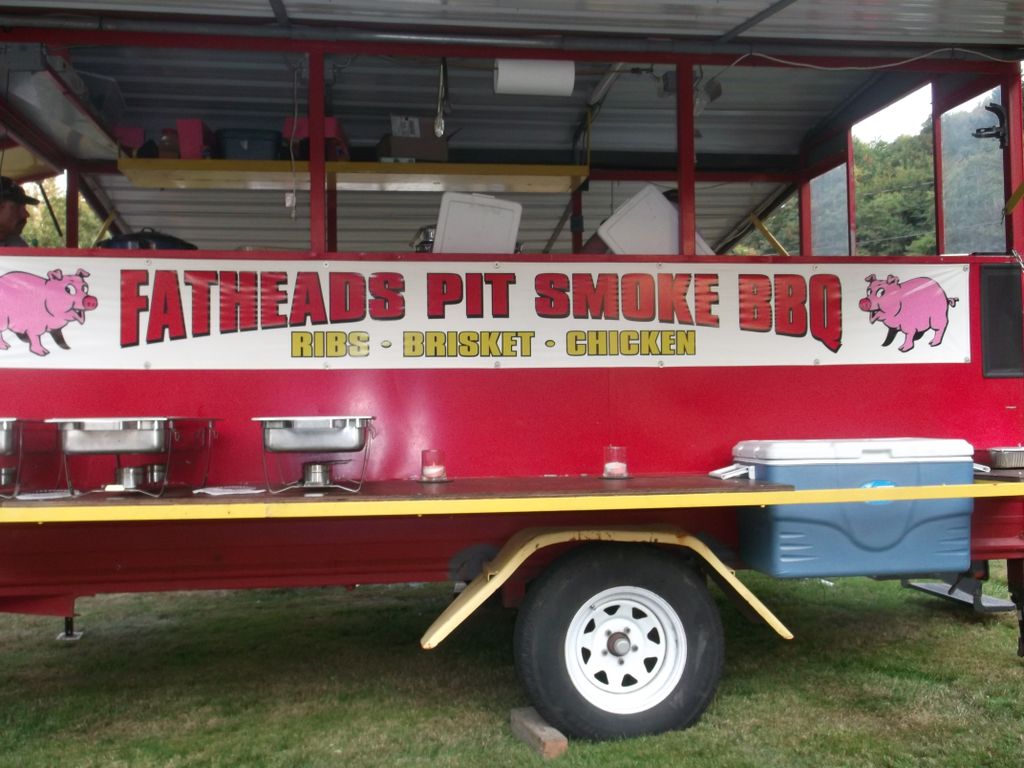 FATHEADS PIT SMOKE BBQ
RIBS • BRISKET • CHICKEN